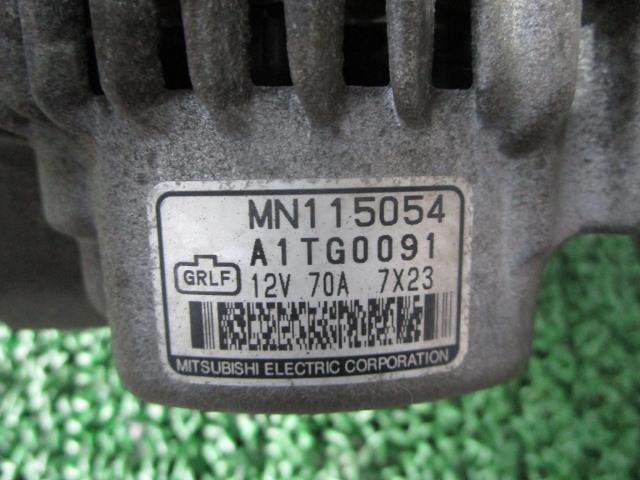 MN115054
A1TG0091
GRLF
12V 70A 7X23
MITSUBISHI ELECTRIC CORPORATION